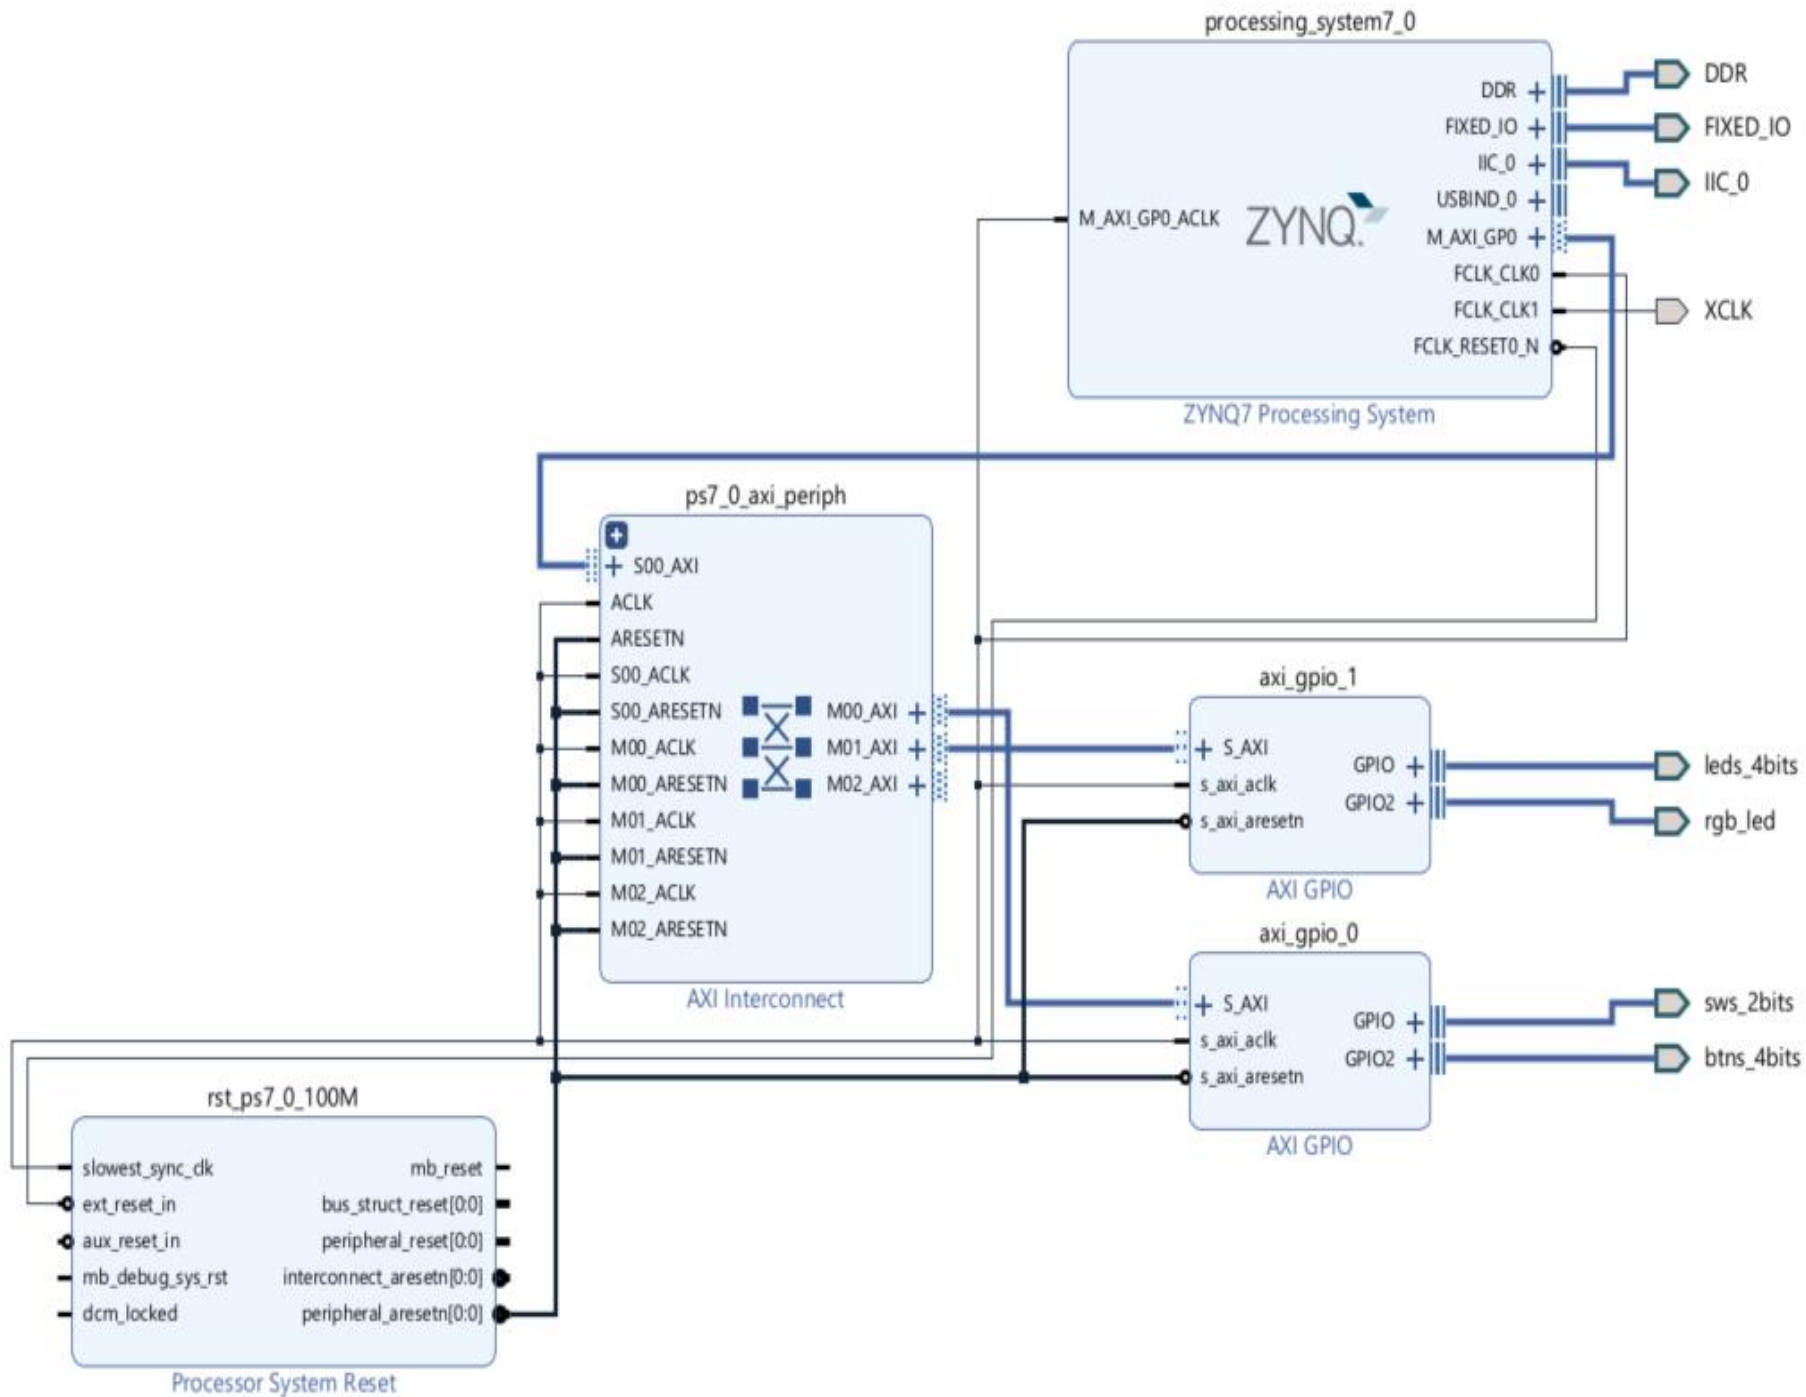 processing_system7_0
DDR
FIXED_IO
IIC_0
USBIND_0
M_AXI_GP0_ACLK
ZYNQ.
M_AXI_GP0
FCLK_CLK0
FCLK_CLK1
FCLK_RESET0_N
ZYNQ7 Processing System
DDR
FIXED_IO
IIC_0
XCLK
ps7_0_axi_periph
S00_AXI
ACLK
ARESETN
S00_ACLK
S00_ARESETN
M00_ACLK
M00_ARESETN
M01_ACLK
M01_ARESETN
M02_ACLK
M02_ARESETN
M00_AXI
M01_AXI
M02_AXI
AXI Interconnect
axi_gpio_1
S_AXI
s_axi_aclk
s_axi_aresetn
GPIO
GPIO2
AXI GPIO
leds_4bits
rgb_led
axi_gpio_0
S_AXI
s_axi_aclk
s_axi_aresetn
GPIO
GPIO2
AXI GPIO
sws_2bits
btns_4bits
rst_ps7_0_100M
slowest_sync_clk
ext_reset_in
aux_reset_in
mb_debug_sys_rst
dcm_locked
mb_reset
bus_struct_reset[0:0]
peripheral_reset[0:0]
interconnect_aresetn[0:0]
peripheral_aresetn[0:0]
Processor System Reset